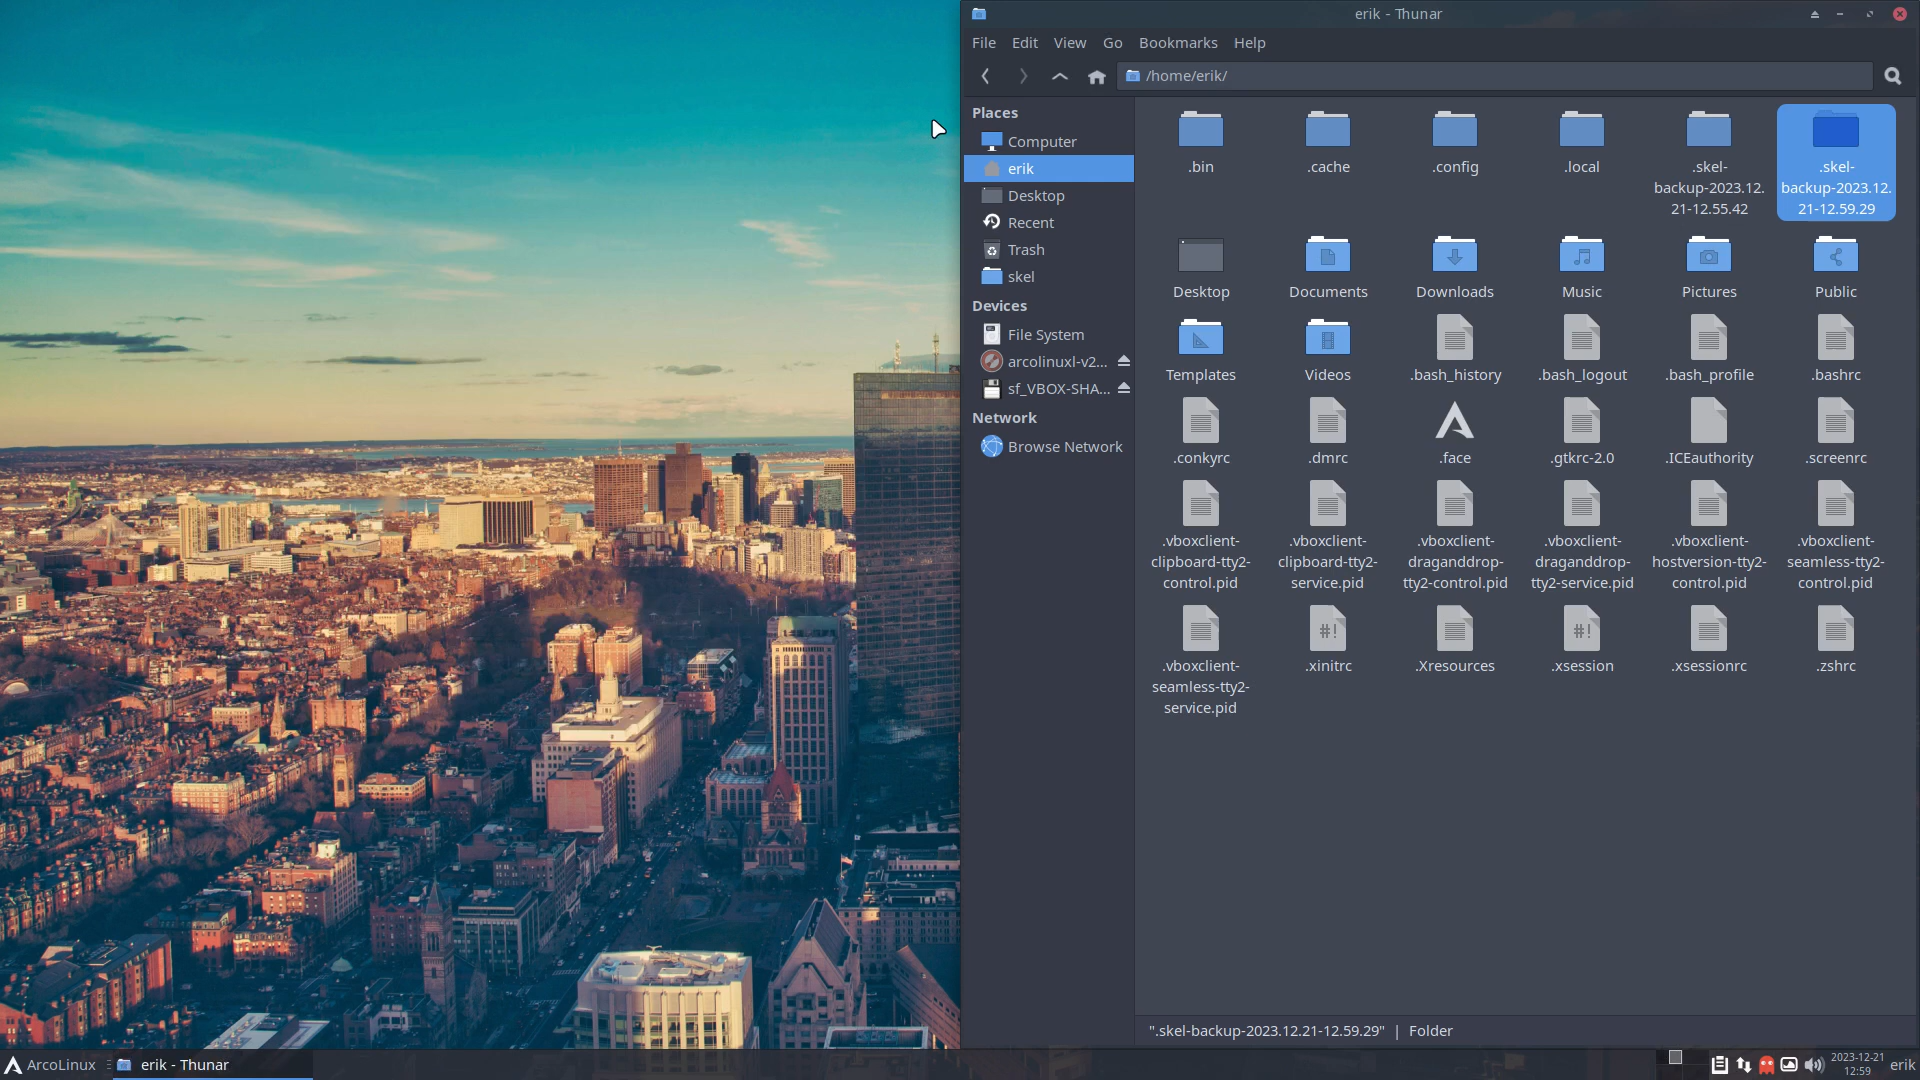 erik - Thunar
File Edit View Go Bookmarks Help
/home/erik/
Places
Computer
erik
Desktop
Recent
Trash
skel
Devices
File System
arcolinuxl-v2...
sf_VBOX-SHA...
Network
Browse Network
.bin
.cache
.config
.local
.skel-
backup-2023.12.
21-12.55.42
.skel-
backup-2023.12.
21-12.59.29
Desktop
Documents
Downloads
Music
Pictures
Public
Templates
Videos
.bash_history
.bash_logout
.bash_profile
.bashrc
.conkyrc
.dmrc
.face
.gtkrc-2.0
.ICEauthority
.screenrc
.vboxclient-
clipboard-tty2-
control.pid
.vboxclient-
clipboard-tty2-
service.pid
.vboxclient-
draganddrop-
tty2-control.pid
.vboxclient-
draganddrop-
tty2-service.pid
.vboxclient-
hostversion-tty2-
control.pid
.vboxclient-
seamless-tty2-
control.pid
.vboxclient-
seamless-tty2-
service.pid
#!
.xinitrc
.Xresources
#!
.xsession
.xsessionrc
.zshrc
".skel-backup-2023.12.21-12.59.29" | Folder
ArcoLinux
erik - Thunar
2023-12-21
12:59
erik